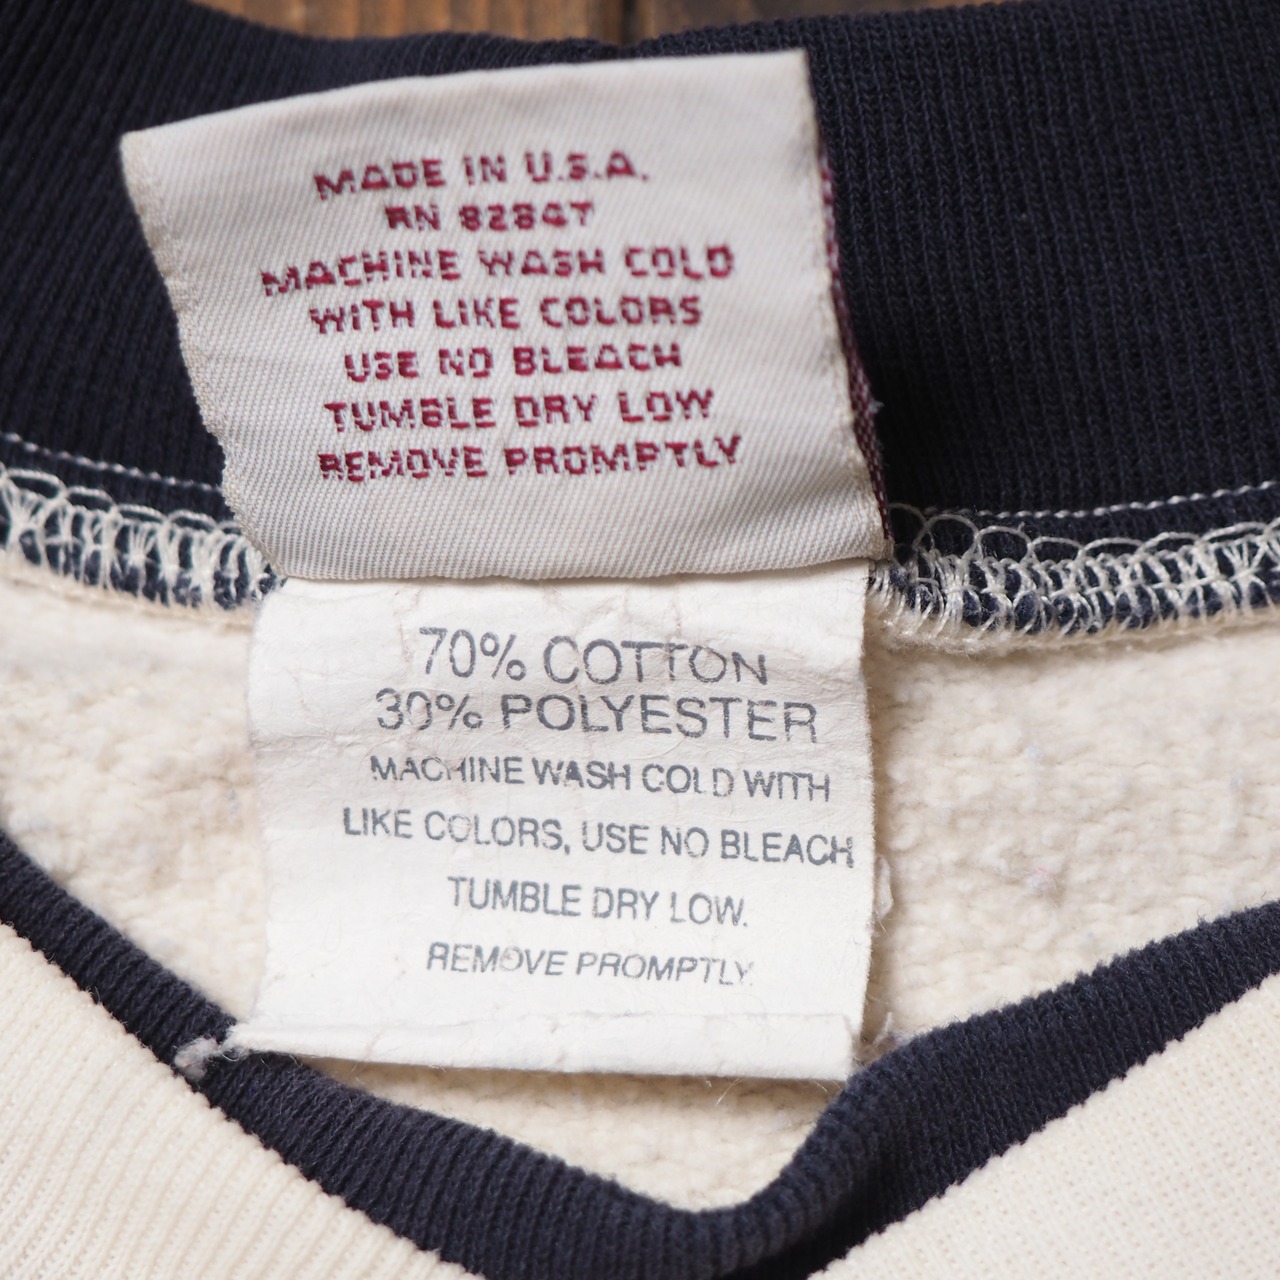 MADE IN U.S.A.
RN 82847
MACHINE WASH COLD
WITH LIKE COLORS
USE NO BLEACH
TUMBLE DRY LOW
REMOVE PROMPTLY
70% COTTON
30% POLYESTER
MACHINE WASH COLD WITH
LIKE COLORS, USE NO BLEACH
TUMBLE DRY LOW.
REMOVE PROMPTLY.